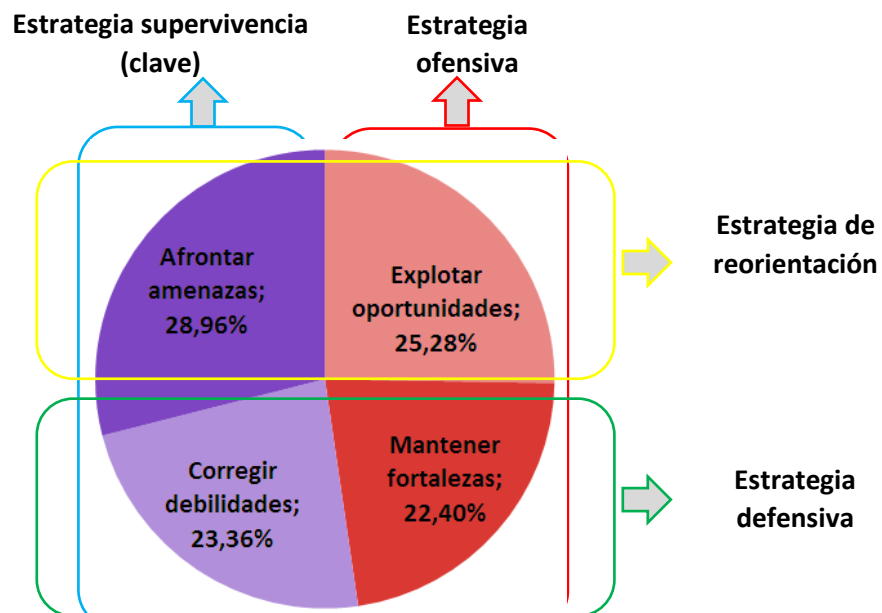 Estrategia supervivencia
(clave)
Estrategia
ofensiva
Afrontar
amenazas;
28,96%
Explotar
oportunidades;
25,28%
Estrategia de
reorientación
Corregir
debilidades;
23,36%
Mantener
fortalezas;
22,40%
Estrategia
defensiva